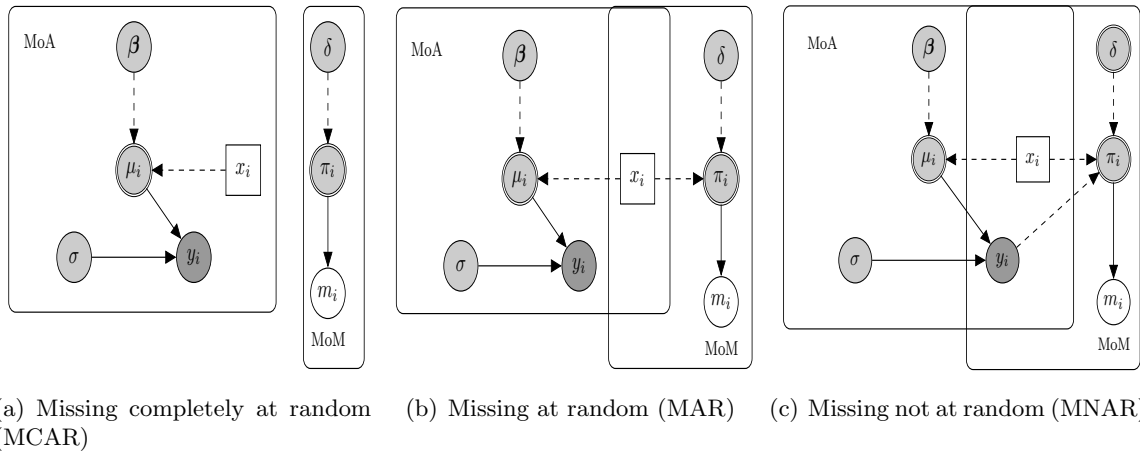 MoA
β
μi
xi
σ
yi
δ
πi
mi
MoM
MoA
β
μi
xi
σ
yi
δ
πi
mi
MoM
MoA
β
μi
xi
σ
yi
δ
πi
mi
MoM
a) Missing completely at random
MCAR)
(b) Missing at random (MAR)
(c) Missing not at random (MNAR)